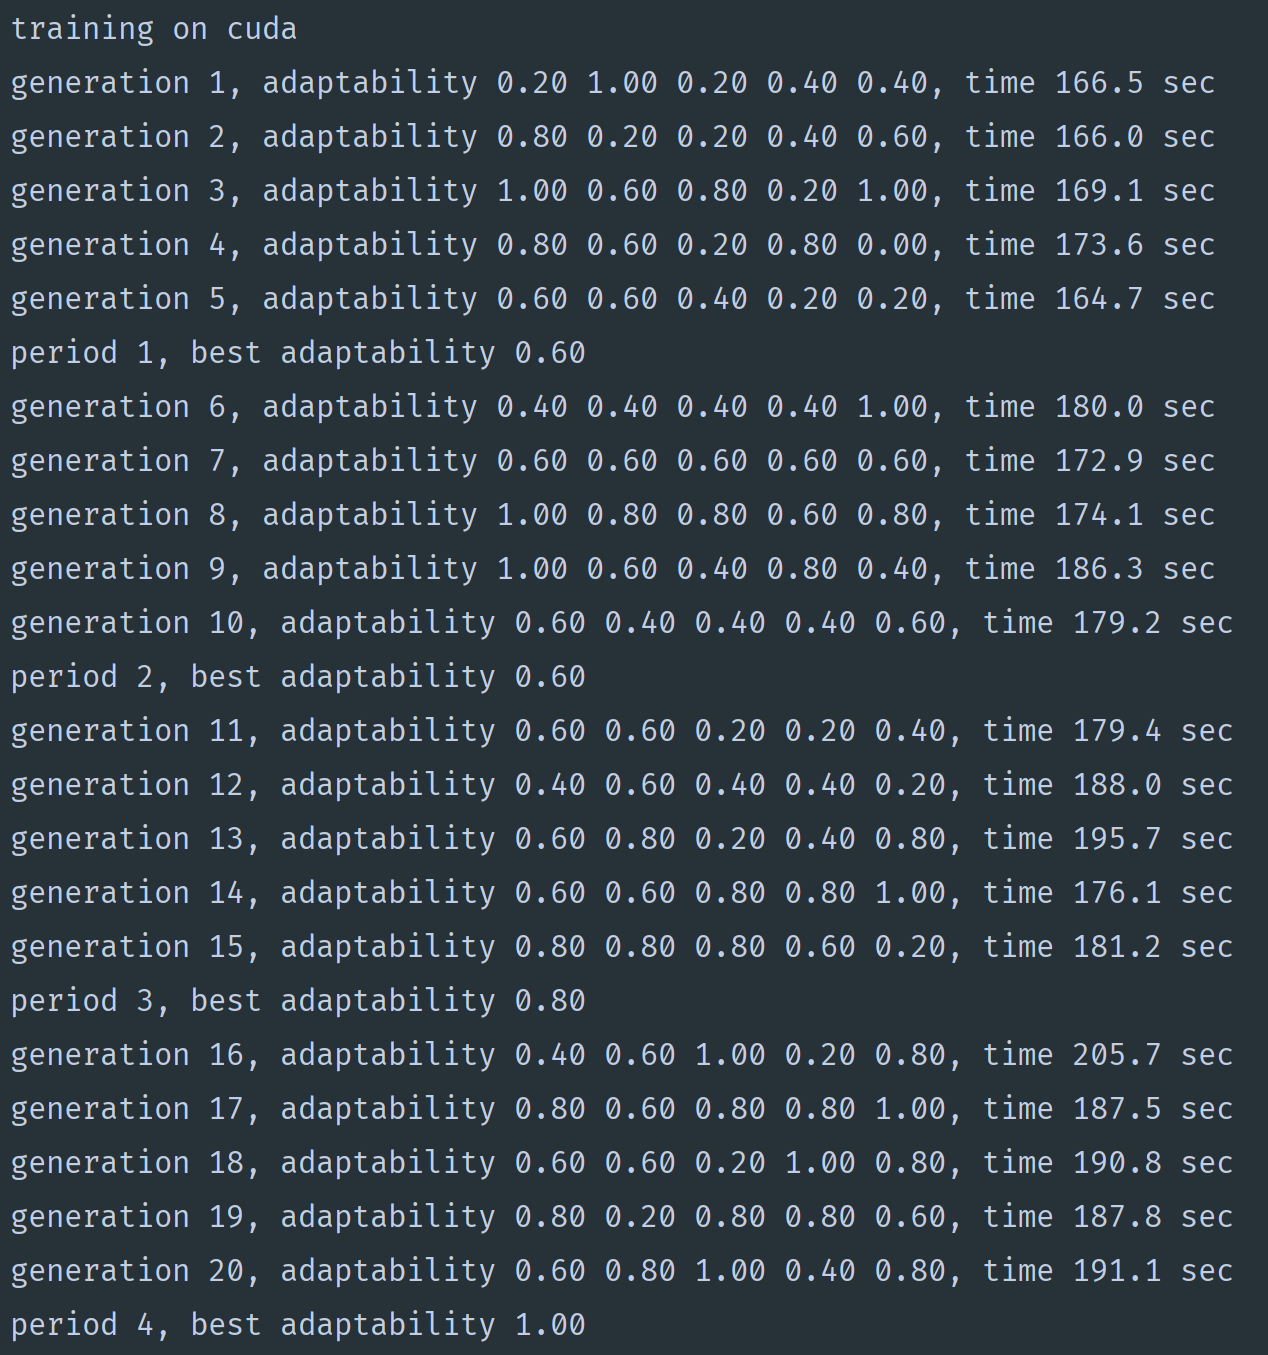 training on cuda
generation 1, adaptability 0.20 1.00 0.20 0.40 0.40, time 166.5 sec
generation 2, adaptability 0.80 0.20 0.20 0.40 0.60, time 166.0 sec
generation 3, adaptability 1.00 0.60 0.80 0.20 1.00, time 169.1 sec
generation 4, adaptability 0.80 0.60 0.20 0.80 0.00, time 173.6 sec
generation 5, adaptability 0.60 0.60 0.40 0.20 0.20, time 164.7 sec
period 1, best adaptability 0.60
generation 6, adaptability 0.40 0.40 0.40 0.40 1.00, time 180.0 sec
generation 7, adaptability 0.60 0.60 0.60 0.60 0.60, time 172.9 sec
generation 8, adaptability 1.00 0.80 0.80 0.60 0.80, time 174.1 sec
generation 9, adaptability 1.00 0.60 0.40 0.80 0.40, time 186.3 sec
generation 10, adaptability 0.60 0.40 0.40 0.40 0.60, time 179.2 sec
period 2, best adaptability 0.60
generation 11, adaptability 0.60 0.60 0.20 0.20 0.40, time 179.4 sec
generation 12, adaptability 0.40 0.60 0.40 0.40 0.20, time 188.0 sec
generation 13, adaptability 0.60 0.80 0.20 0.40 0.80, time 195.7 sec
generation 14, adaptability 0.60 0.60 0.80 0.80 1.00, time 176.1 sec
generation 15, adaptability 0.80 0.80 0.80 0.60 0.20, time 181.2 sec
period 3, best adaptability 0.80
generation 16, adaptability 0.40 0.60 1.00 0.20 0.80, time 205.7 sec
generation 17, adaptability 0.80 0.60 0.80 0.80 1.00, time 187.5 sec
generation 18, adaptability 0.60 0.60 0.20 1.00 0.80, time 190.8 sec
generation 19, adaptability 0.80 0.20 0.80 0.80 0.60, time 187.8 sec
generation 20, adaptability 0.60 0.80 1.00 0.40 0.80, time 191.1 sec
period 4, best adaptability 1.00